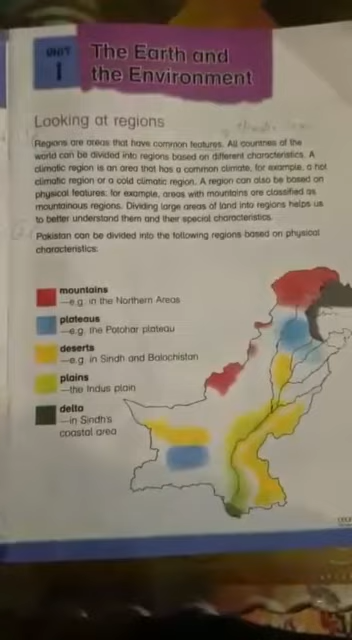 UNIT
1
The Earth and
the Environment
Looking at regions
Regions are areas that have common features. All countries of the
world can be divided into regions based on different characteristics. A
climatic region is an area that has a common climate, for example, a hot
climatic region or a cold climatic region. A region can also be based on
physical features; for example, areas with mountains are classified as
mountainous regions. Dividing large areas of land into regions helps us
to better understand them and their special characteristics.
Pakistan can be divided into the following regions based on physical
characteristics:
mountains
—e.g. in the Northern Areas
plateaus
—e.g. the Potohar plateau
deserts
—e.g. in Sindh and Balochistan
plains
—the Indus plain
delta
—in Sindh's
coastal area